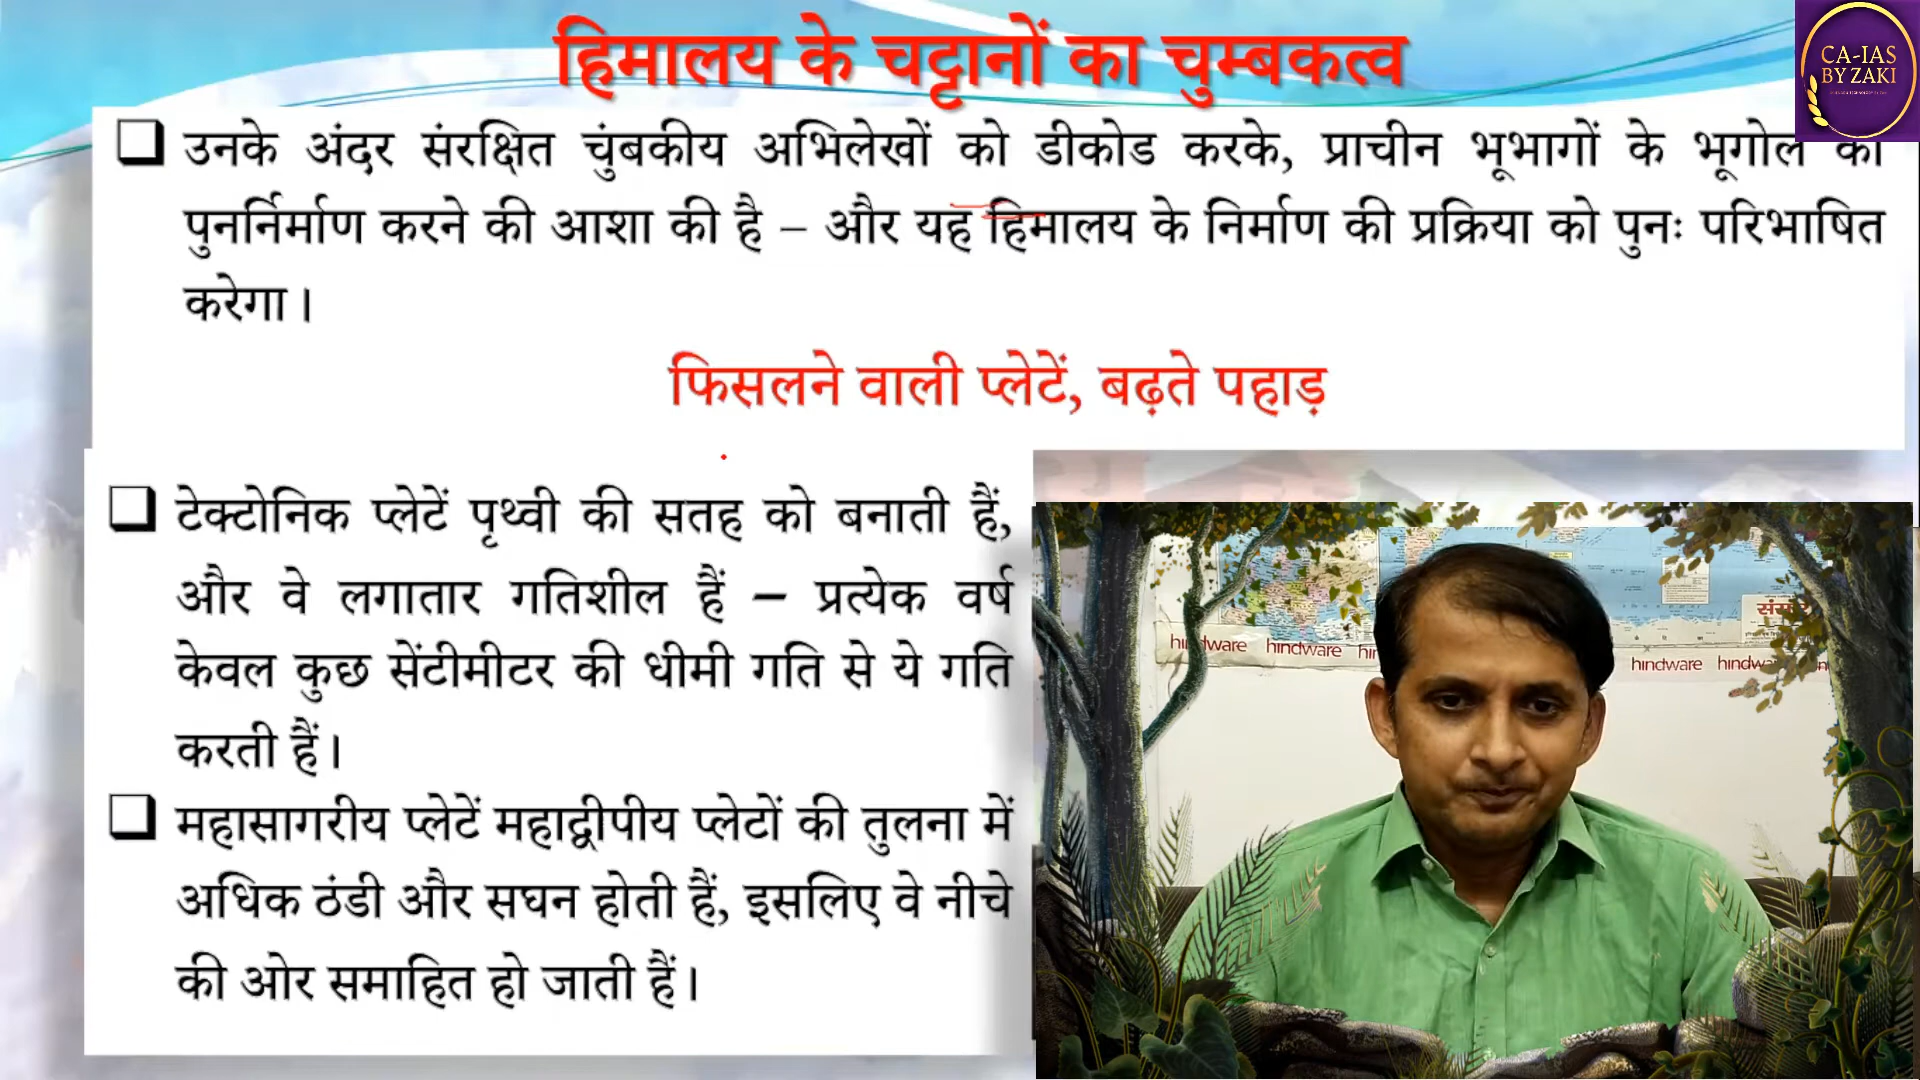 हिमालय के चट्टानों का चुम्बकत्व
CA-IAS
BY ZAKI
❑ उनके अंदर संरक्षित चुंबकीय अभिलेखों को डीकोड करके, प्राचीन भूभागों के भूगोल का
पुनर्निर्माण करने की आशा की है – और यह हिमालय के निर्माण की प्रक्रिया को पुनः परिभाषित
करेगा।
फिसलने वाली प्लेटें, बढ़ते पहाड़
❑ टेक्टोनिक प्लेटें पृथ्वी की सतह को बनाती हैं,
और वे लगातार गतिशील हैं – प्रत्येक वर्ष
केवल कुछ सेंटीमीटर की धीमी गति से ये गति
करती हैं।
❑ महासागरीय प्लेटें महाद्वीपीय प्लेटों की तुलना में
अधिक ठंडी और सघन होती हैं, इसलिए वे नीचे
की ओर समाहित हो जाती हैं।
hindware hindware
hindware